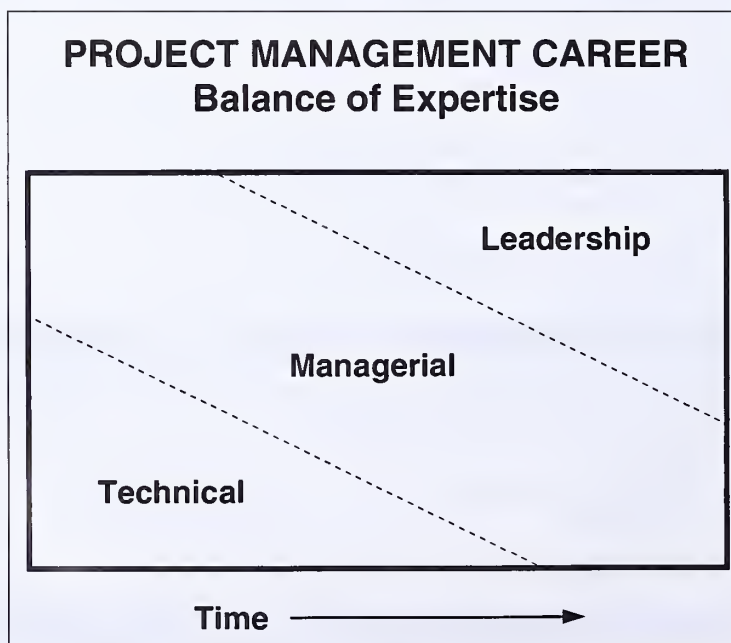 PROJECT MANAGEMENT CAREER
Balance of Expertise
Leadership
Managerial
Technical
Time